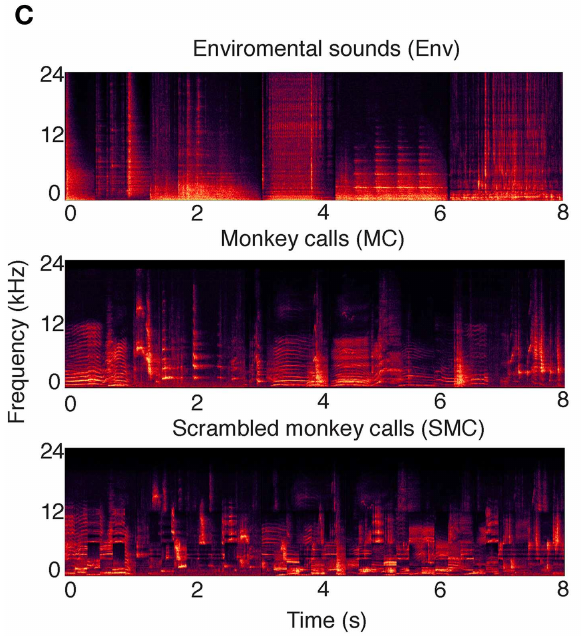 C
Enviromental sounds (Env)
24
12
0
0 2 4 6 8
Monkey calls (MC)
24
12
0
0 2 4 6 8
Frequency (kHz)
Scrambled monkey calls (SMC)
24
12
0
0 2 4 6 8
Time (s)